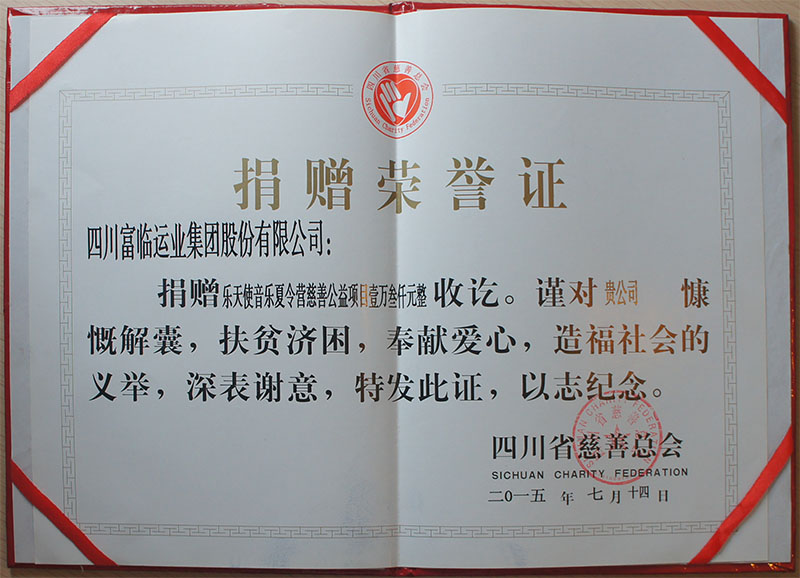 四川省慈善总会
Sichuan Charity Federation
捐赠荣誉证
四川富临运业集团股份有限公司：
捐赠乐天使音乐夏令营慈善公益项目壹万叁仟元整收讫。谨对贵公司慷
慨解囊，扶贫济困，奉献爱心，造福社会的
义举，深表谢意，特发此证，以志纪念。
四川省慈善总会
SICHUAN CHARITY FEDERATION
二〇一五年七月十四日